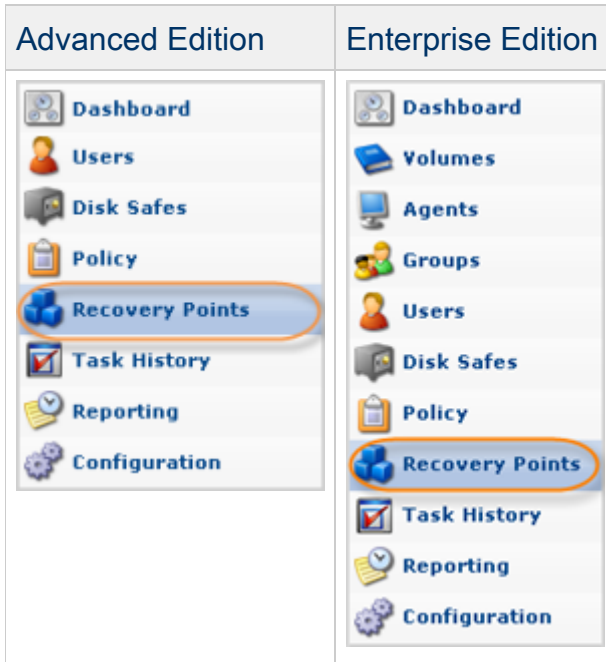 Advanced Edition
Enterprise Edition
Dashboard
Users
Disk Safes
Policy
Recovery Points
Task History
Reporting
Configuration
Dashboard
Volumes
Agents
Groups
Users
Disk Safes
Policy
Recovery Points
Task History
Reporting
Configuration